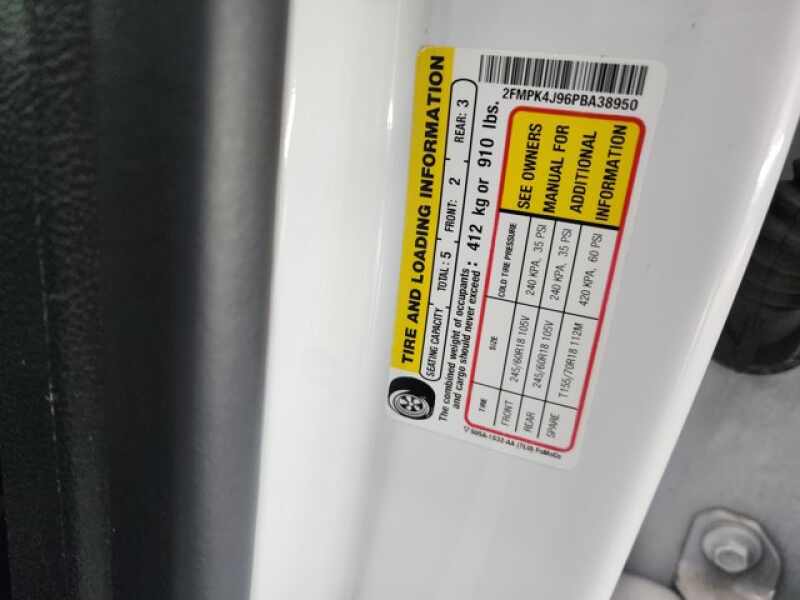 2FMPK4J96PBA38950
TIRE AND LOADING INFORMATION
SEATING CAPACITY TOTAL: 5 FRONT: 2 REAR: 3
The combined weight of occupants and cargo should never exceed: 412 kg or 910 lbs.
TIRE SIZE COLD TIRE PRESSURE
FRONT 245/60R18 105V 240 KPA, 35 PSI
REAR 245/60R18 105V 240 KPA, 35 PSI
SPARE T155/70R18 112M 420 KPA, 60 PSI
SEE OWNERS
MANUAL FOR
ADDITIONAL
INFORMATION